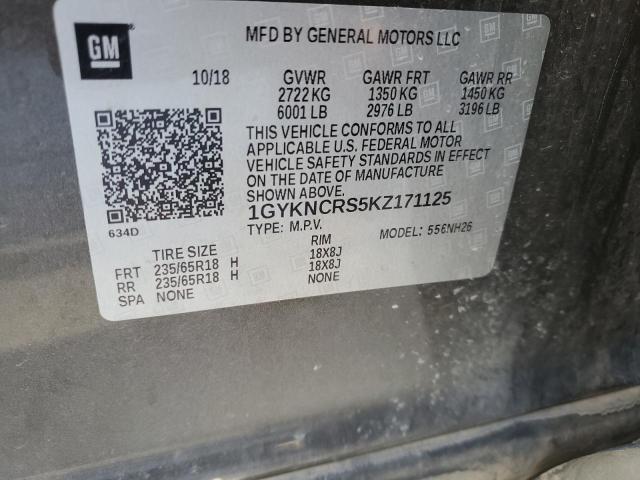 GM
MFD BY GENERAL MOTORS LLC
10/18 GVWR GAWR FRT GAWR RR
2722 KG 1350 KG 1450 KG
6001 LB 2976 LB 3196 LB
THIS VEHICLE CONFORMS TO ALL
APPLICABLE U.S. FEDERAL MOTOR
VEHICLE SAFETY STANDARDS IN EFFECT
ON THE DATE OF MANUFACTURE
SHOWN ABOVE.
1GYKNCRS5KZ171125
634D TYPE: M.P.V. MODEL: 556NH26
TIRE SIZE RIM
FRT 235/65R18 H 18X8J
RR 235/65R18 H 18X8J
SPA NONE NONE